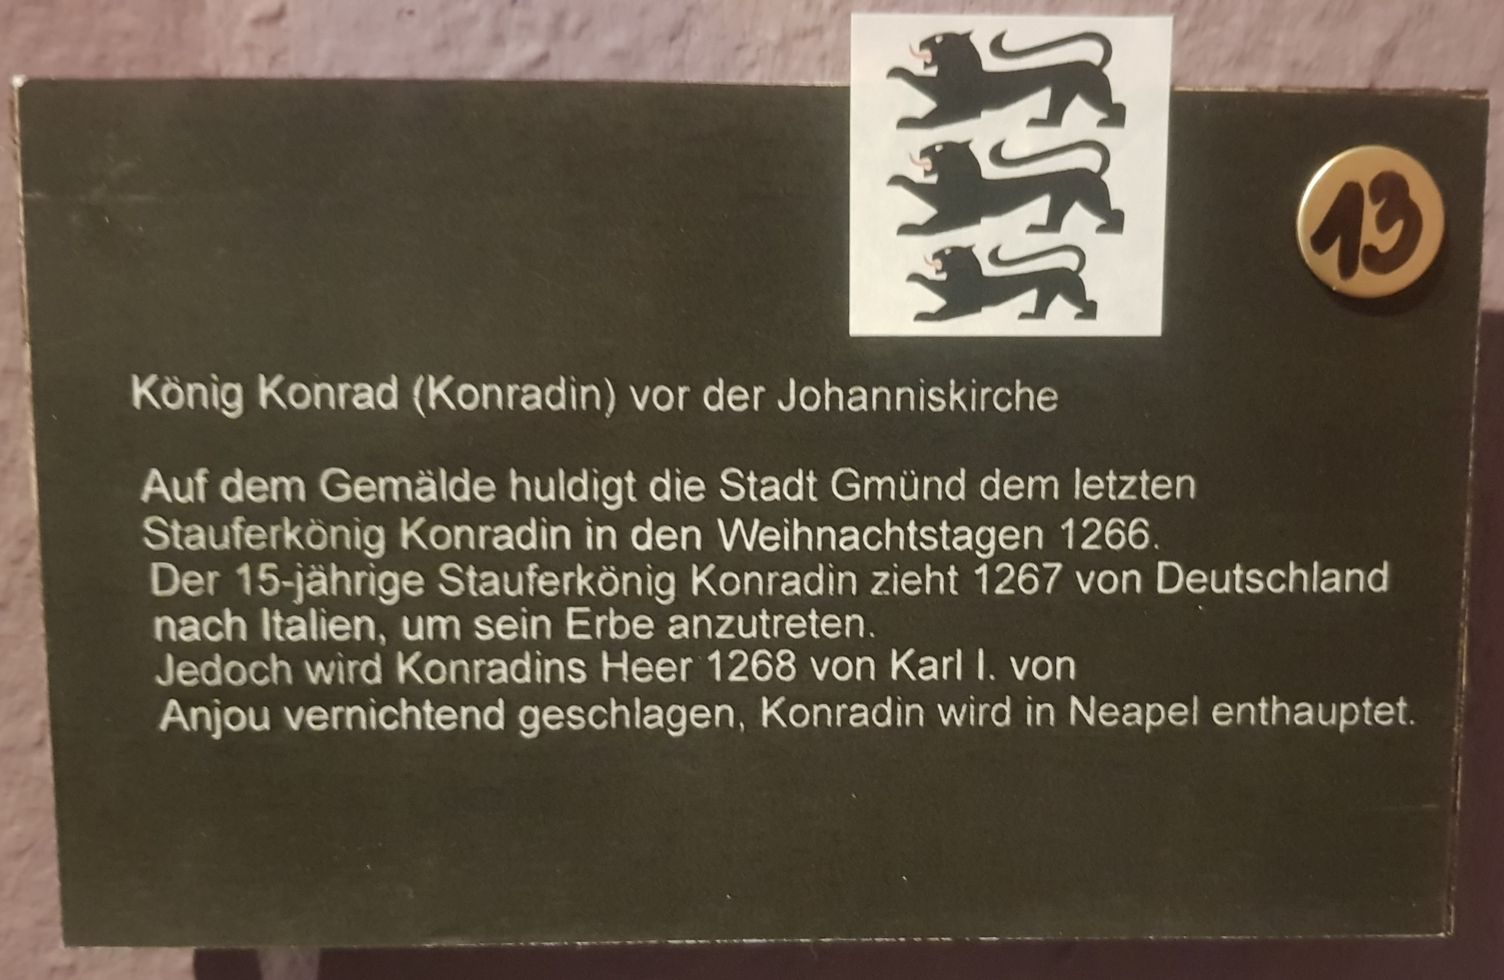 13
König Konrad (Konradin) vor der Johanniskirche
Auf dem Gemälde huldigt die Stadt Gmünd dem letzten
Stauferkönig Konradin in den Weihnachtstagen 1266.
Der 15-jährige Stauferkönig Konradin zieht 1267 von Deutschland
nach Italien, um sein Erbe anzutreten.
Jedoch wird Konradins Heer 1268 von Karl I. von
Anjou vernichtend geschlagen, Konradin wird in Neapel enthauptet.